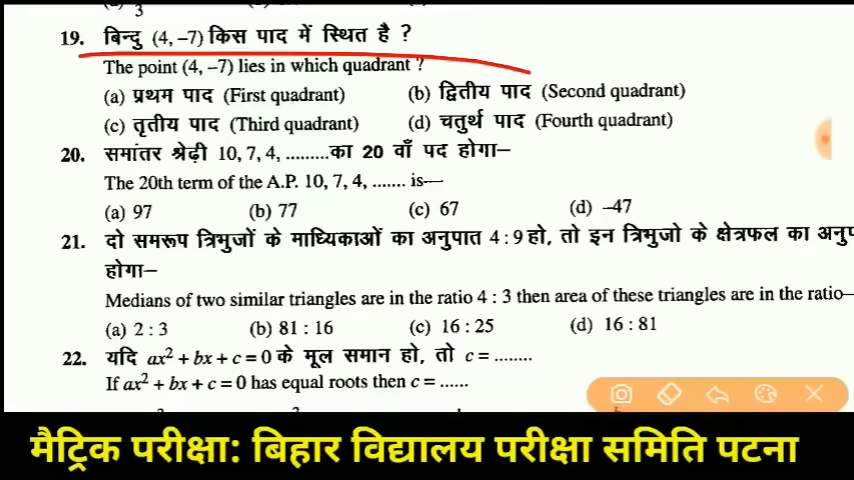 19. बिन्दु (4, –7) किस पाद में स्थित है ?
The point (4, –7) lies in which quadrant ?
(a) प्रथम पाद (First quadrant) (b) द्वितीय पाद (Second quadrant)
(c) तृतीय पाद (Third quadrant) (d) चतुर्थ पाद (Fourth quadrant)
20. समांतर श्रेढ़ी 10, 7, 4, .........का 20 वाँ पद होगा–
The 20th term of the A.P. 10, 7, 4, ....... is—
(a) 97 (b) 77 (c) 67 (d) –47
21. दो समरूप त्रिभुजों के माध्यिकाओं का अनुपात 4 : 9 हो, तो इन त्रिभुजो के क्षेत्रफल का
होगा–
Medians of two similar triangles are in the ratio 4 : 3 then area of these triangles are in the ratio–
(a) 2 : 3 (b) 81 : 16 (c) 16 : 25 (d) 16 : 81
22. यदि ax² + bx + c = 0 के मूल समान हो, तो c = ........
If ax² + bx + c = 0 has equal roots then c = ......
मैट्रिक परीक्षा: बिहार विद्यालय परीक्षा समिति पटना